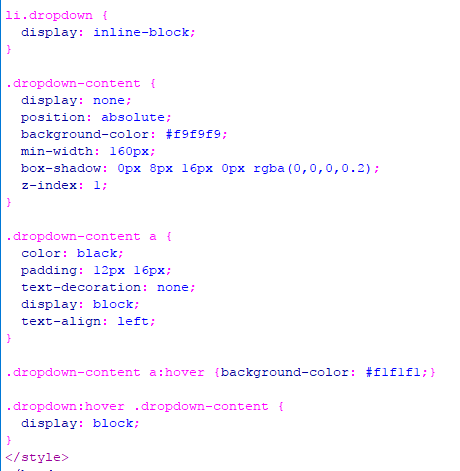 li.dropdown {
  display: inline-block;
}

.dropdown-content {
  display: none;
  position: absolute;
  background-color: #f9f9f9;
  min-width: 160px;
  box-shadow: 0px 8px 16px 0px rgba(0,0,0,0.2);
  z-index: 1;
}

.dropdown-content a {
  color: black;
  padding: 12px 16px;
  text-decoration: none;
  display: block;
  text-align: left;
}

.dropdown-content a:hover {background-color: #f1f1f1;}

.dropdown:hover .dropdown-content {
  display: block;
}
</style>